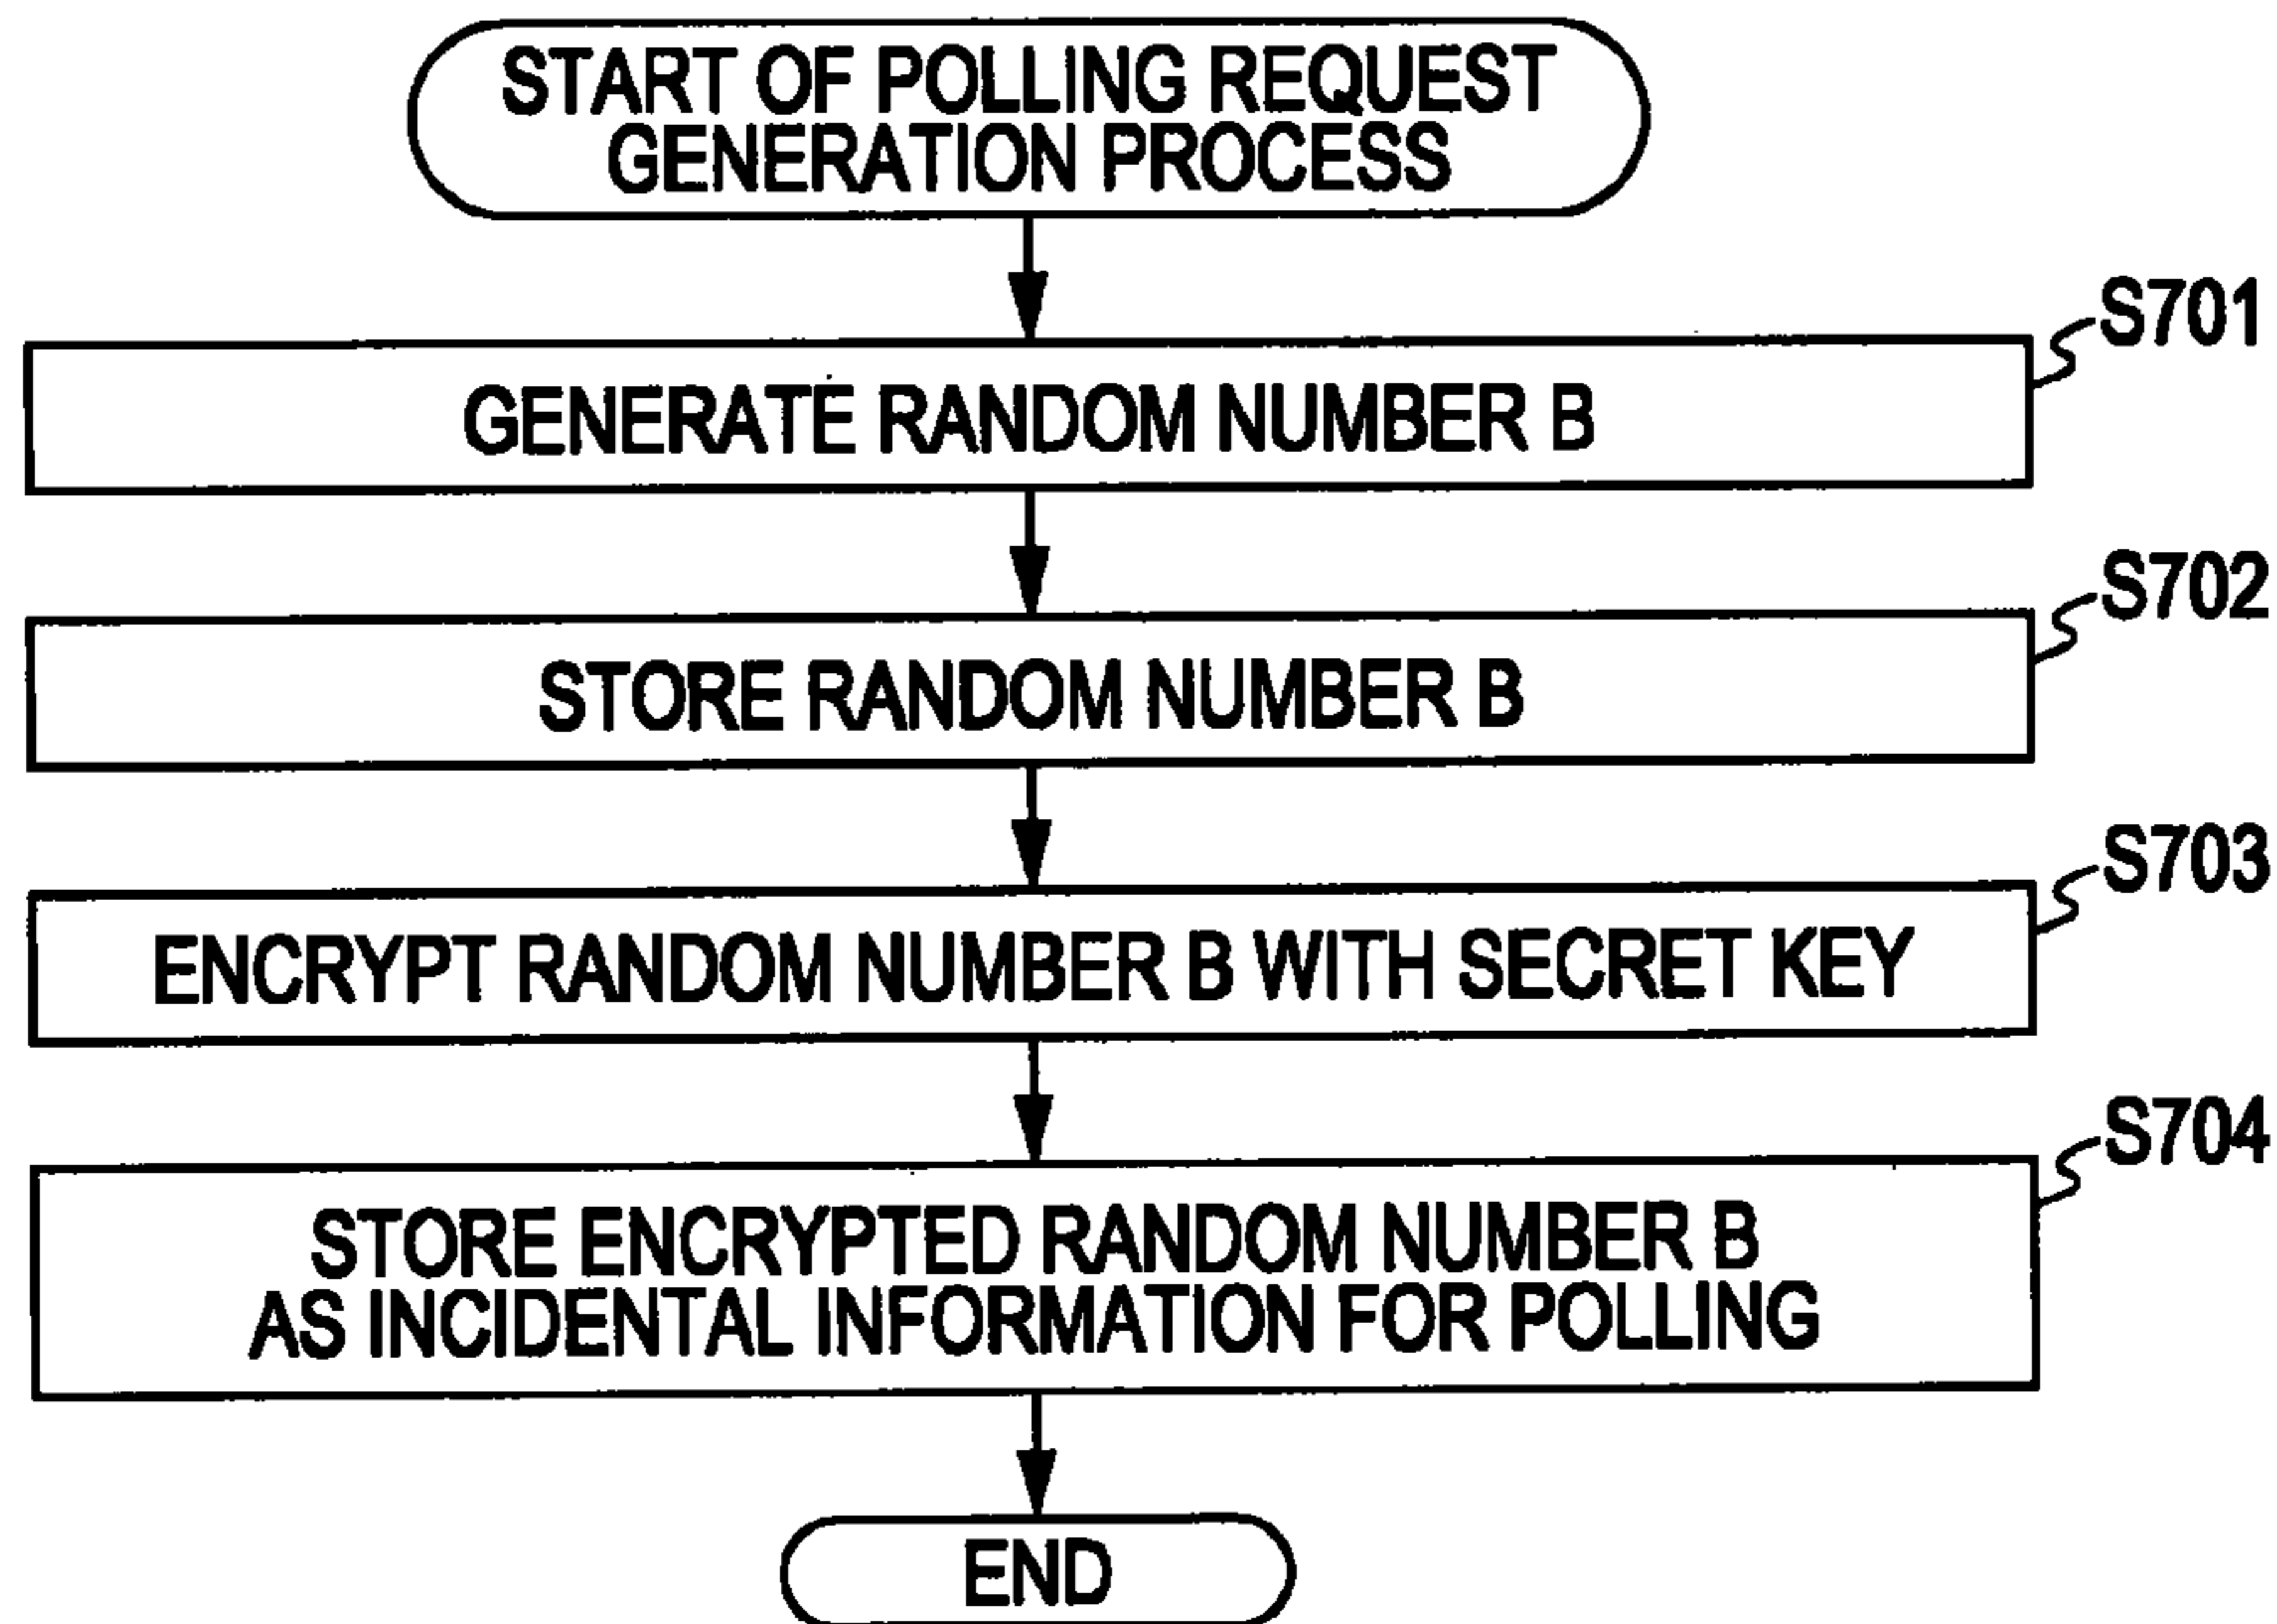 START OF POLLING REQUEST
GENERATION PROCESS
S701
GENERATE RANDOM NUMBER B
S702
STORE RANDOM NUMBER B
S703
ENCRYPT RANDOM NUMBER B WITH SECRET KEY
S704
STORE ENCRYPTED RANDOM NUMBER B
AS INCIDENTAL INFORMATION FOR POLLING
END